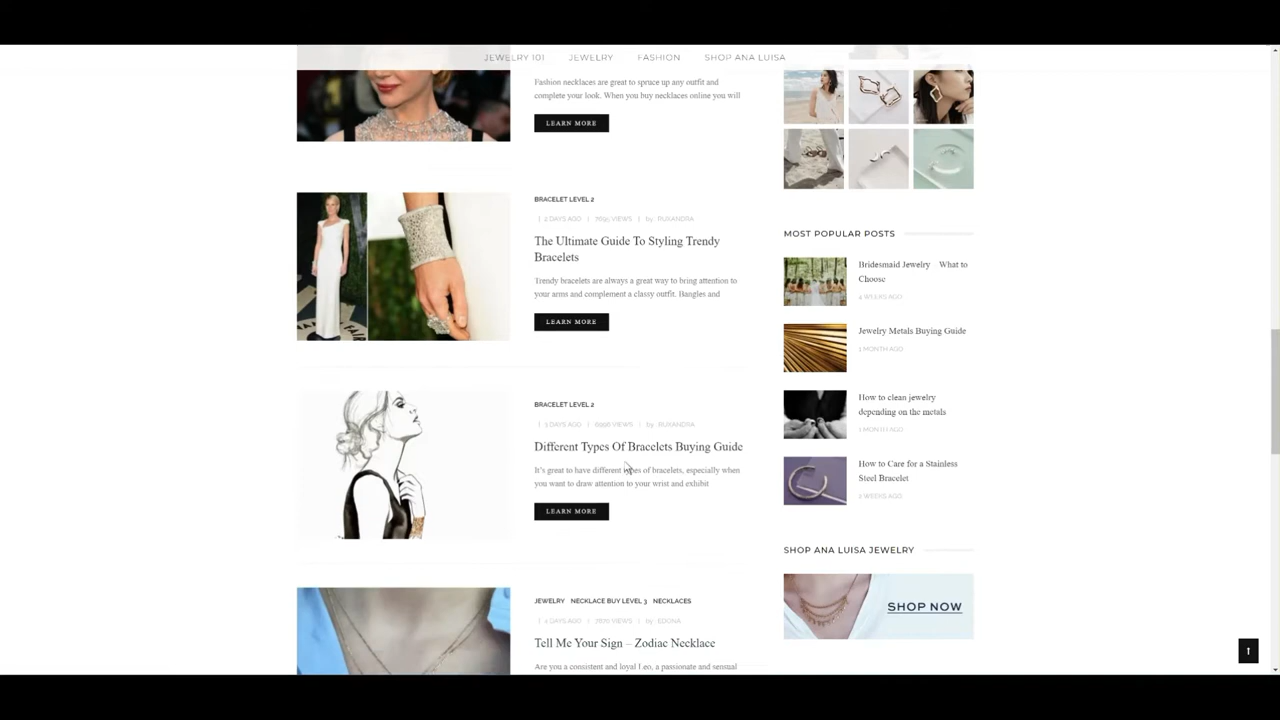 JEWELRY 101 JEWELRY FASHION SHOP ANA LUISA
Fashion necklaces are great to spruce up any outfit and
complete your look. When you buy necklaces online you will
LEARN MORE
BRACELET LEVEL 2
| 2 DAYS AGO | 7695 VIEWS | by RUXANDRA
The Ultimate Guide To Styling Trendy
Bracelets
Trendy bracelets are always a great way to bring attention to
your arms and complement a classy outfit. Bangles and
LEARN MORE
BRACELET LEVEL 2
| 3 DAYS AGO | VIEWS | by RUXANDRA
Different Types Of Bracelets Buying Guide
It's great to have different types of bracelets, especially when
you want to draw attention to your wrist and exhibit
LEARN MORE
JEWELRY NECKLACE BUY LEVEL 3 NECKLACES
| 4 DAYS AGO | VIEWS | by EDONA
Tell Me Your Sign – Zodiac Necklace
Are you a consistent and loyal Leo, a passionate and sensual
MOST POPULAR POSTS
Bridesmaid Jewelry What to
Choose
4 WEEKS AGO
Jewelry Metals Buying Guide
1 MONTH AGO
How to clean jewelry
depending on the metals
1 MONTH AGO
How to Care for a Stainless
Steel Bracelet
2 WEEKS AGO
SHOP ANA LUISA JEWELRY
SHOP NOW